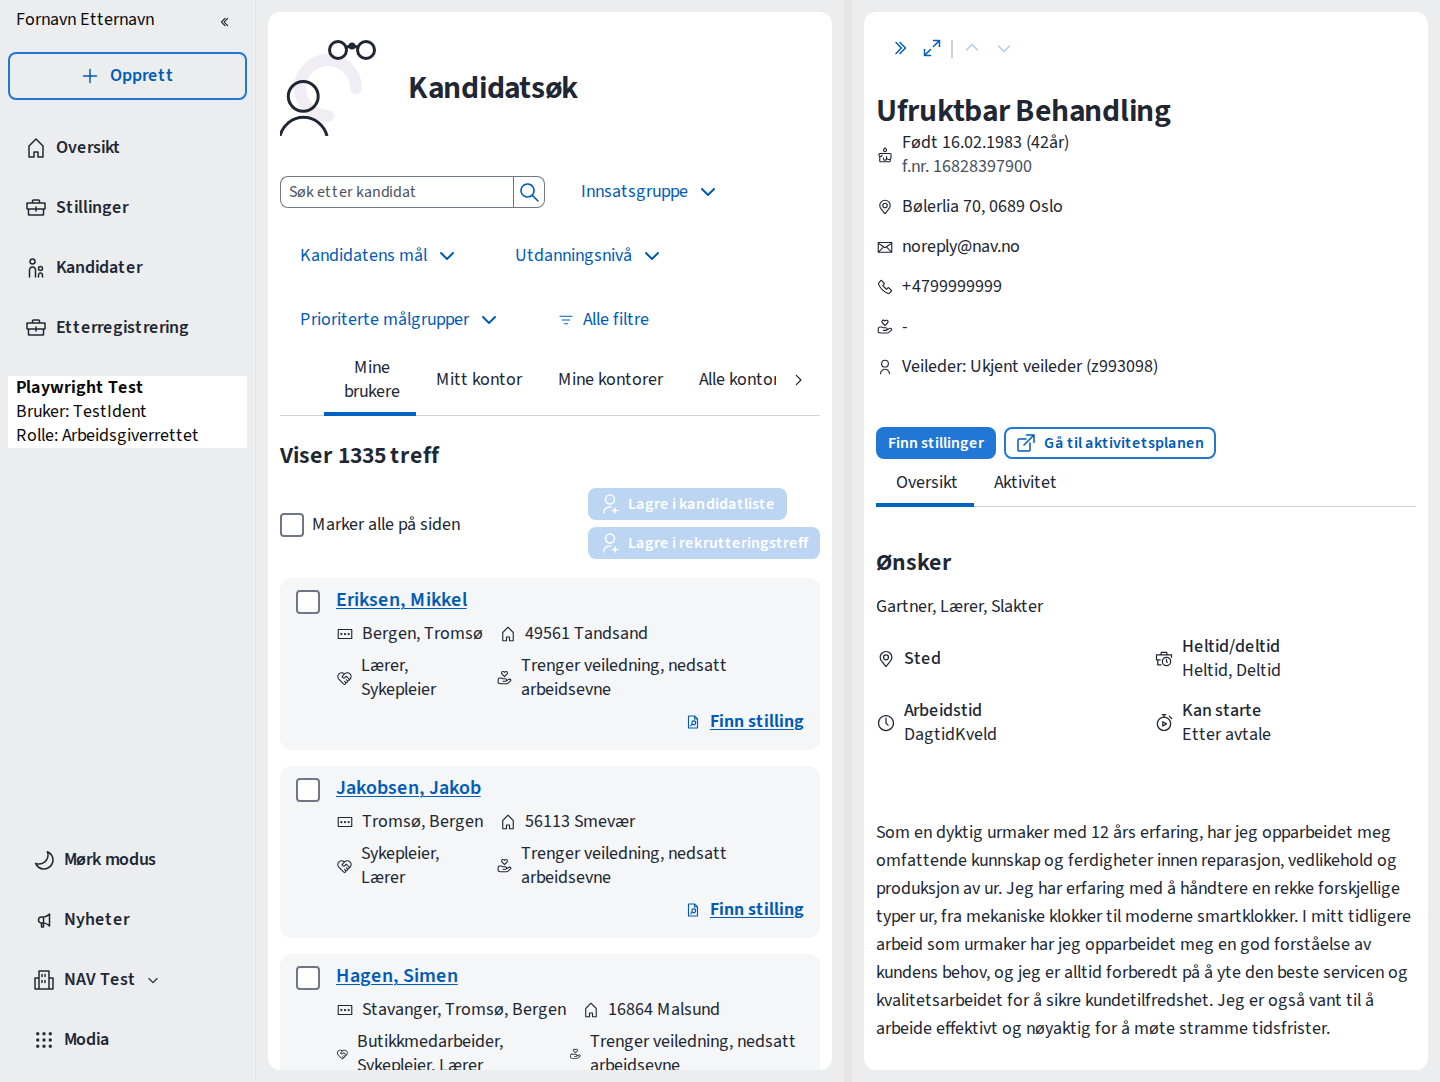 Fornavn Etternavn
Opprett
Oversikt
Stillinger
Kandidater
Etterregistrering
Playwright Test
Bruker: TestIdent
Rolle: Arbeidsgiverrettet
Mørk modus
Nyheter
NAV Test
Modia
Kandidatsøk
Søk etter kandidat
Innsatsgruppe
Kandidatens mål
Utdanningsnivå
Prioriterte målgrupper
Alle filtre
Mine brukere
Mitt kontor
Mine kontorer
Alle kontor
Viser 1335 treff
Marker alle på siden
Lagre i kandidatliste
Lagre i rekrutteringstreff
Eriksen, Mikkel
Bergen, Tromsø
49561 Tandsand
Lærer,
Sykepleier
Trenger veiledning, nedsatt
arbeidsevne
Finn stilling
Jakobsen, Jakob
Tromsø, Bergen
56113 Smevær
Sykepleier,
Lærer
Trenger veiledning, nedsatt
arbeidsevne
Finn stilling
Hagen, Simen
Stavanger, Tromsø, Bergen
16864 Malsund
Butikkmedarbeider,
Sykepleier, Lærer
Trenger veiledning, nedsatt
arbeidsevne
Ufruktbar Behandling
Født 16.02.1983 (42år)
f.nr. 16828397900
Bølerlia 70, 0689 Oslo
noreply@nav.no
+4799999999
-
Veileder: Ukjent veileder (z993098)
Finn stillinger
Gå til aktivitetsplanen
Oversikt
Aktivitet
Ønsker
Gartner, Lærer, Slakter
Sted
Heltid/deltid
Heltid, Deltid
Arbeidstid
DagtidKveld
Kan starte
Etter avtale
Som en dyktig urmaker med 12 års erfaring, har jeg opparbeidet meg
omfattende kunnskap og ferdigheter innen reparasjon, vedlikehold og
produksjon av ur. Jeg har erfaring med å håndtere en rekke forskjellige
typer ur, fra mekaniske klokker til moderne smartklokker. I mitt tidligere
arbeid som urmaker har jeg opparbeidet meg en god forståelse av
kundens behov, og jeg er alltid forberedt på å yte den beste servicen og
kvalitetsarbeidet for å sikre kundetilfredshet. Jeg er også vant til å
arbeide effektivt og nøyaktig for å møte stramme tidsfrister.